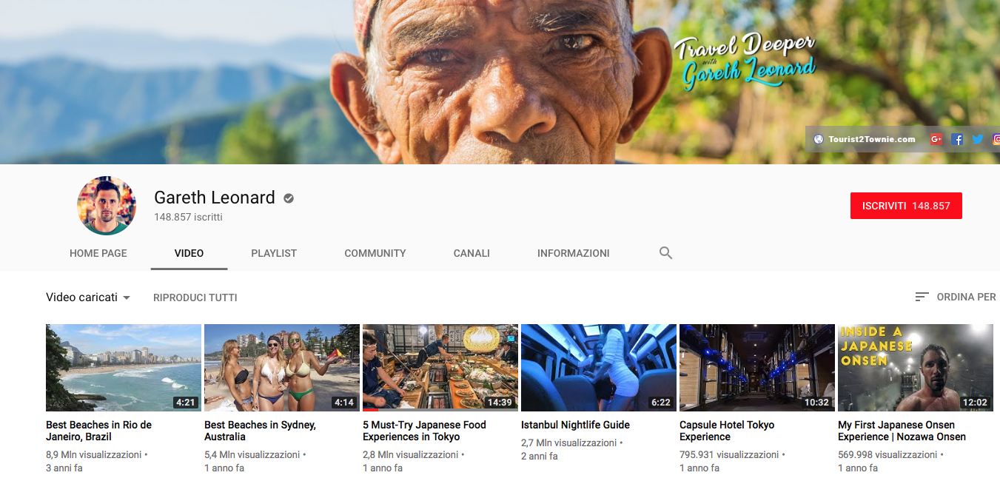 Travel Deeper
with
Gareth Leonard
Tourist2Townie.com
G+
Gareth Leonard
148.857 iscritti
ISCRIVITI 148.857
HOME PAGE
VIDEO
PLAYLIST
COMMUNITY
CANALI
INFORMAZIONI
Video caricati
RIPRODUCI TUTTI
ORDINA PER
4:21
4:14
14:39
6:22
10:32
INSIDE A
JAPANESE
ONSEN
12:02
Best Beaches in Rio de
Janeiro, Brazil
8,9 Mln visualizzazioni •
3 anni fa
Best Beaches in Sydney,
Australia
5,4 Mln visualizzazioni •
1 anno fa
5 Must-Try Japanese Food
Experiences in Tokyo
2,8 Mln visualizzazioni •
1 anno fa
Istanbul Nightlife Guide
2,7 Mln visualizzazioni •
2 anni fa
Capsule Hotel Tokyo
Experience
795.931 visualizzazioni •
1 anno fa
My First Japanese Onsen
Experience | Nozawa Onsen
569.998 visualizzazioni •
1 anno fa